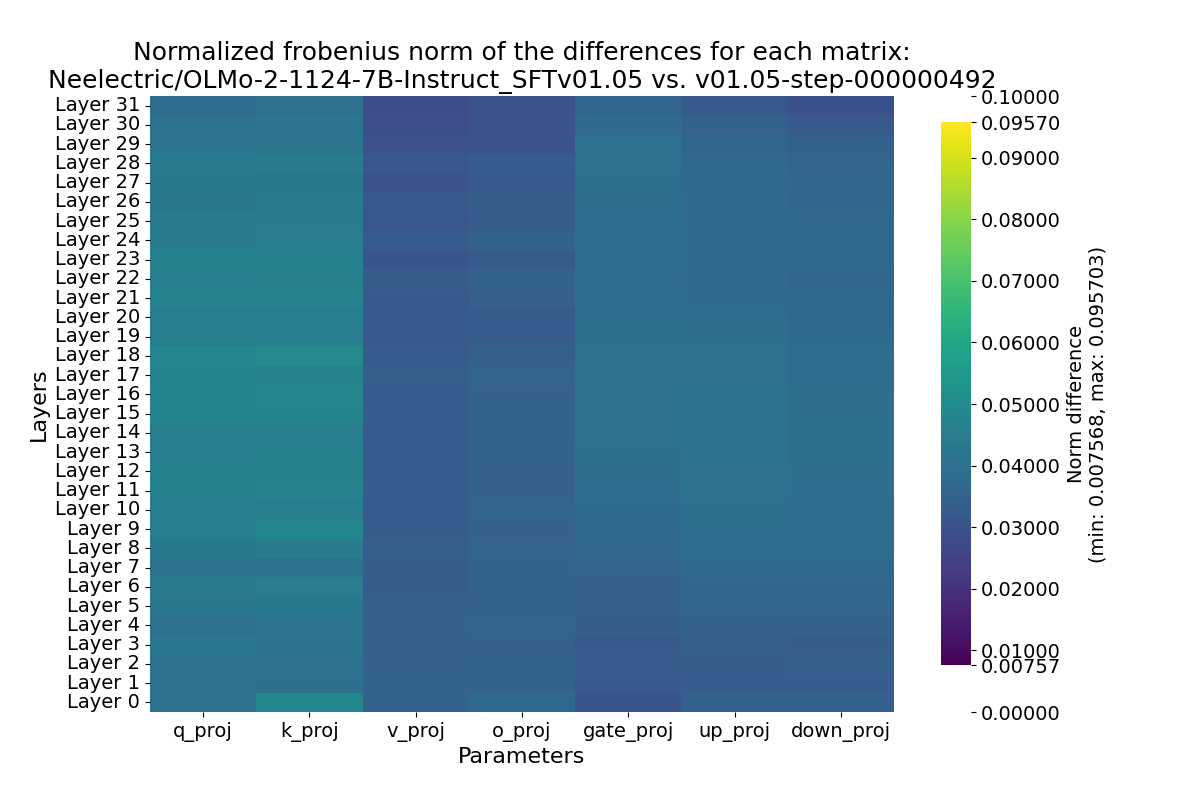 Normalized frobenius norm of the differences for each matrix:
Neelectric/OLMo-2-1124-7B-Instruct_SFTv01.05 vs. v01.05-step-000000492
Layers
Layer 31
Layer 30
Layer 29
Layer 28
Layer 27
Layer 26
Layer 25
Layer 24
Layer 23
Layer 22
Layer 21
Layer 20
Layer 19
Layer 18
Layer 17
Layer 16
Layer 15
Layer 14
Layer 13
Layer 12
Layer 11
Layer 10
Layer 9
Layer 8
Layer 7
Layer 6
Layer 5
Layer 4
Layer 3
Layer 2
Layer 1
Layer 0
q_proj k_proj v_proj o_proj gate_proj up_proj down_proj
Parameters
0.10000
0.09570
0.09000
0.08000
0.07000
0.06000
0.05000
0.04000
0.03000
0.02000
0.01000
0.00757
0.00000
Norm difference
(min: 0.007568, max: 0.095703)